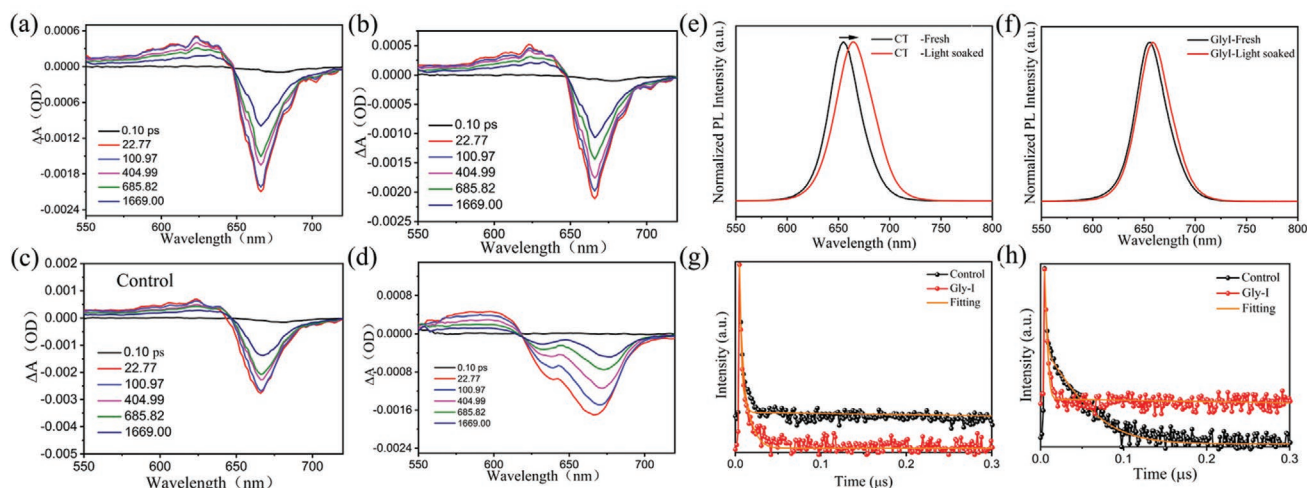 (a)
0.0006
0.0000
-0.0006
-0.0012
-0.0018
-0.0024
ΔA (OD)
0.10 ps
22.77
100.97
404.99
685.82
1669.00
550
600
650
700
Wavelength（nm）
(b)
0.0005
0.0000
-0.0005
-0.0010
-0.0015
-0.0020
-0.0025
ΔA (OD)
0.10 ps
22.77
100.97
404.99
685.82
1669.00
550
600
650
700
Wavelength（nm）
(e)
Normalized PL Intensity (a.u.)
CT -Fresh
CT -Light soaked
550
600
650
700
750
800
wavelength (nm)
(f)
Normalized PL Intensity (a.u.)
GlyI-Fresh
GlyI-Light soaked
550
600
650
700
750
800
wavelength (nm)
(c)
Control
0.002
0.001
0.000
-0.001
-0.002
-0.003
-0.004
-0.005
ΔA (OD)
0.10 ps
22.77
100.97
404.99
685.82
1669.00
550
600
650
700
Wavelength（nm）
(d)
0.0008
0.0000
-0.0008
-0.0016
-0.0024
ΔA (OD)
0.10 ps
22.77
100.97
404.99
685.82
1669.00
550
600
650
700
Wavelength（nm）
(g)
Intensity (a.u.)
Control
Gly-I
Fitting
0.0
0.1
0.2
0.3
Time (μs)
(h)
Intensity (a.u.)
Control
Gly-I
Fitting
0.0
0.1
0.2
0.3
Time (μs)